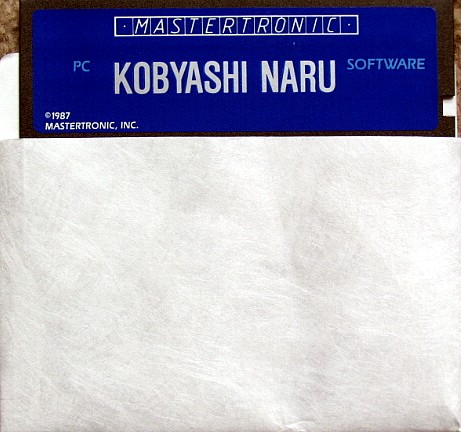 ·MASTERTRONIC·
PC KOBYASHI NARU SOFTWARE
©1987
MASTERTRONIC, INC.